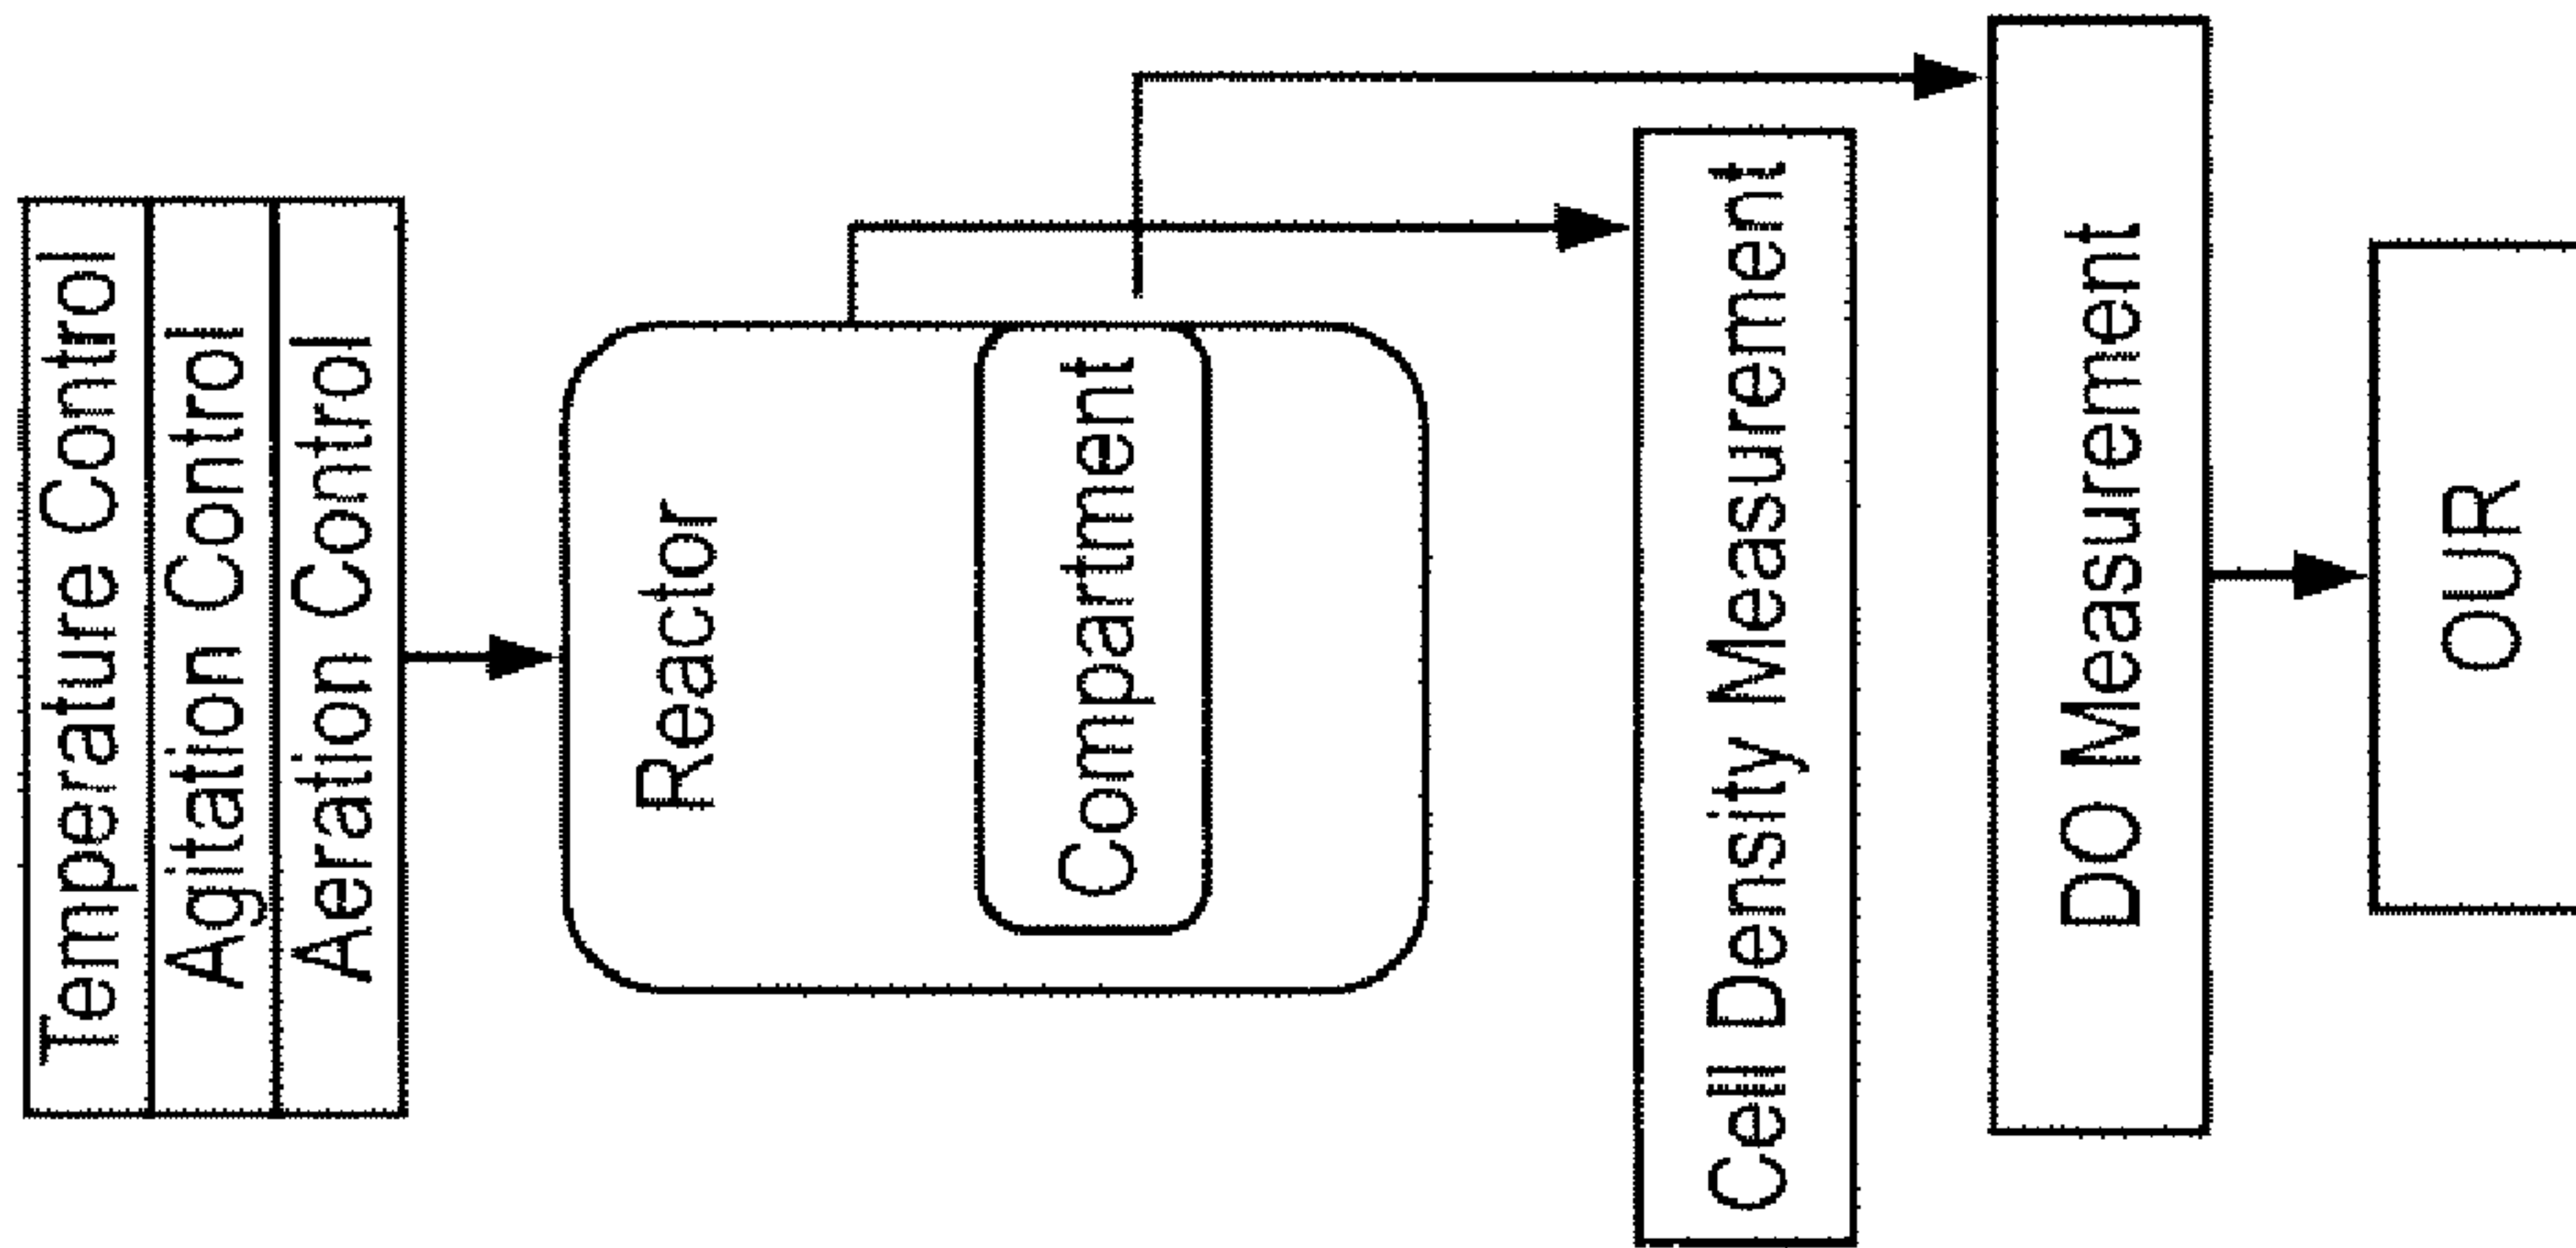 Temperature Control
Agitation Control
Aeration Control
Reactor
Compartment
Cell Density Measurement
DO Measurement
OUR